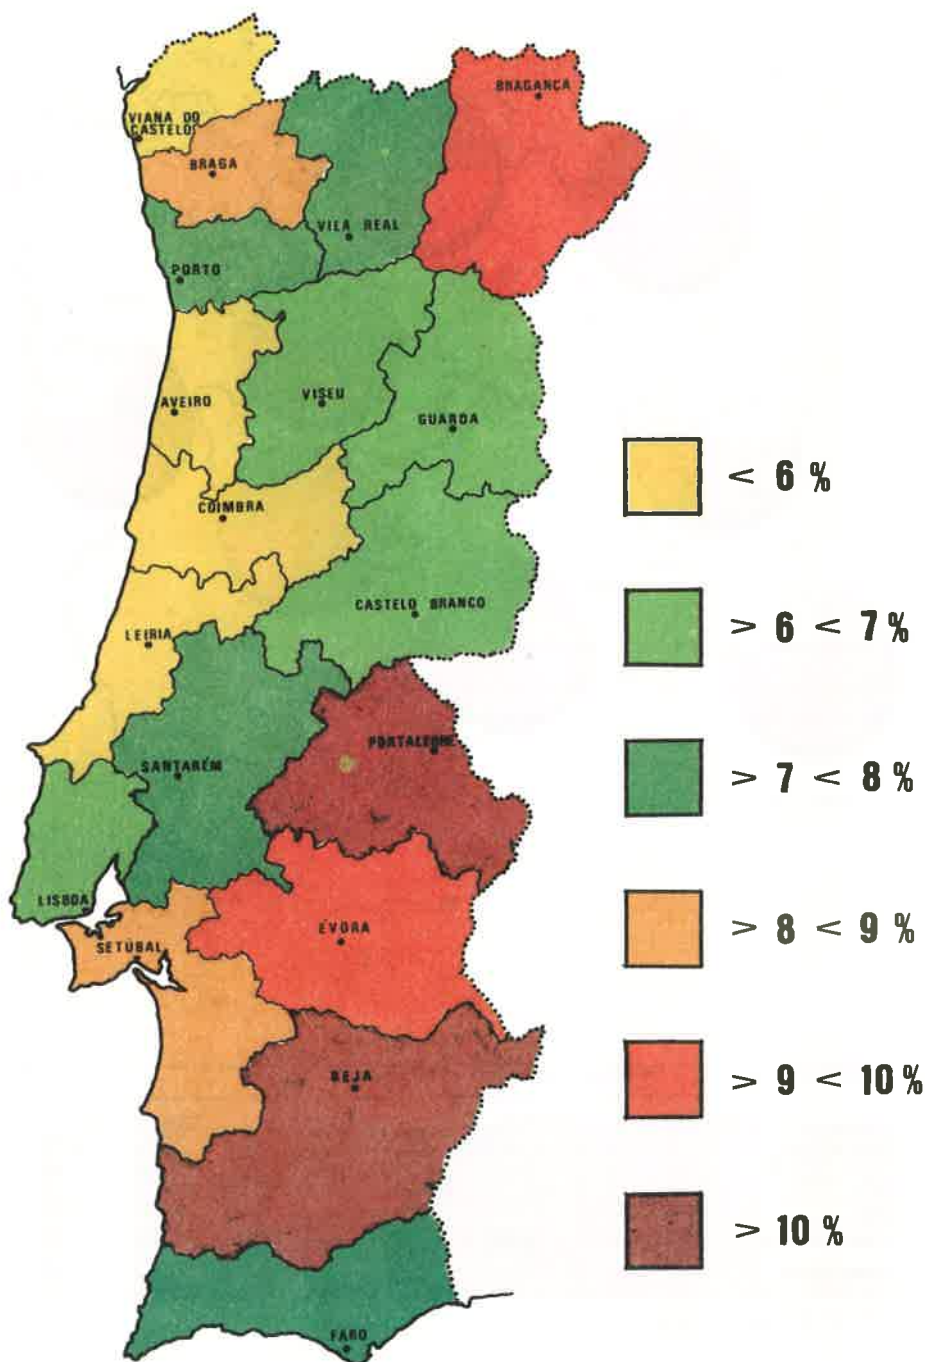 BRAGANÇA
VIANA DO
CASTELO
BRAGA
VILA REAL
PORTO
AVEIRO
VISEU
GUARDA
COIMBRA
CASTELO BRANCO
LEIRIA
PORTALEGRE
SANTARÉM
LISBOA
SETÚBAL
ÉVORA
BEJA
FARO
< 6 %
> 6 < 7 %
> 7 < 8 %
> 8 < 9 %
> 9 < 10 %
> 10 %